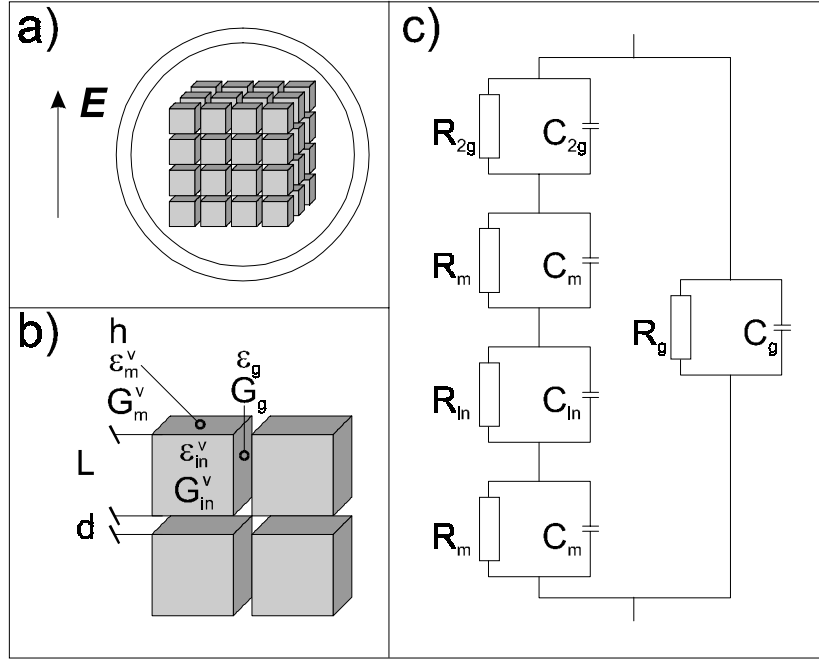 a)
E
b)
h
ε_m^v
G_m^v
ε_g
G_g
L
ε_in^v
G_in^v
d
c)
R_2g C_2g
R_m C_m
R_g C_g
R_In C_In
R_m C_m